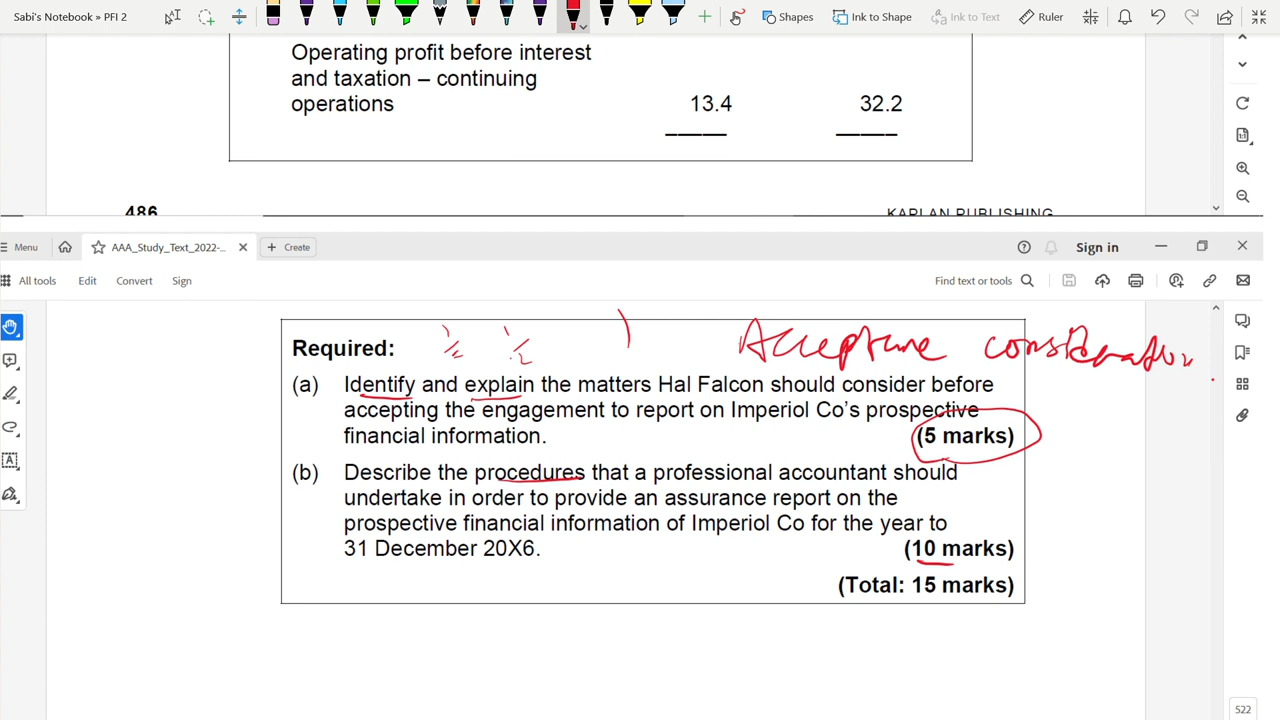 Sabi's Notebook » PFI 2
Shapes
Ink to Shape
Ink to Text
Ruler
Operating profit before interest
and taxation – continuing
operations 13.4 32.2
486 KAPLAN PUBLISHING
Menu
AAA_Study_Text_2022-...
Create
Sign in
All tools
Edit
Convert
Sign
Find text or tools
1/2 1/2 )
Acceptance consideration
Required:
(a) Identify and explain the matters Hal Falcon should consider before
accepting the engagement to report on Imperiol Co's prospective
financial information. (5 marks)
(b) Describe the procedures that a professional accountant should
undertake in order to provide an assurance report on the
prospective financial information of Imperiol Co for the year to
31 December 20X6. (10 marks)
(Total: 15 marks)
522